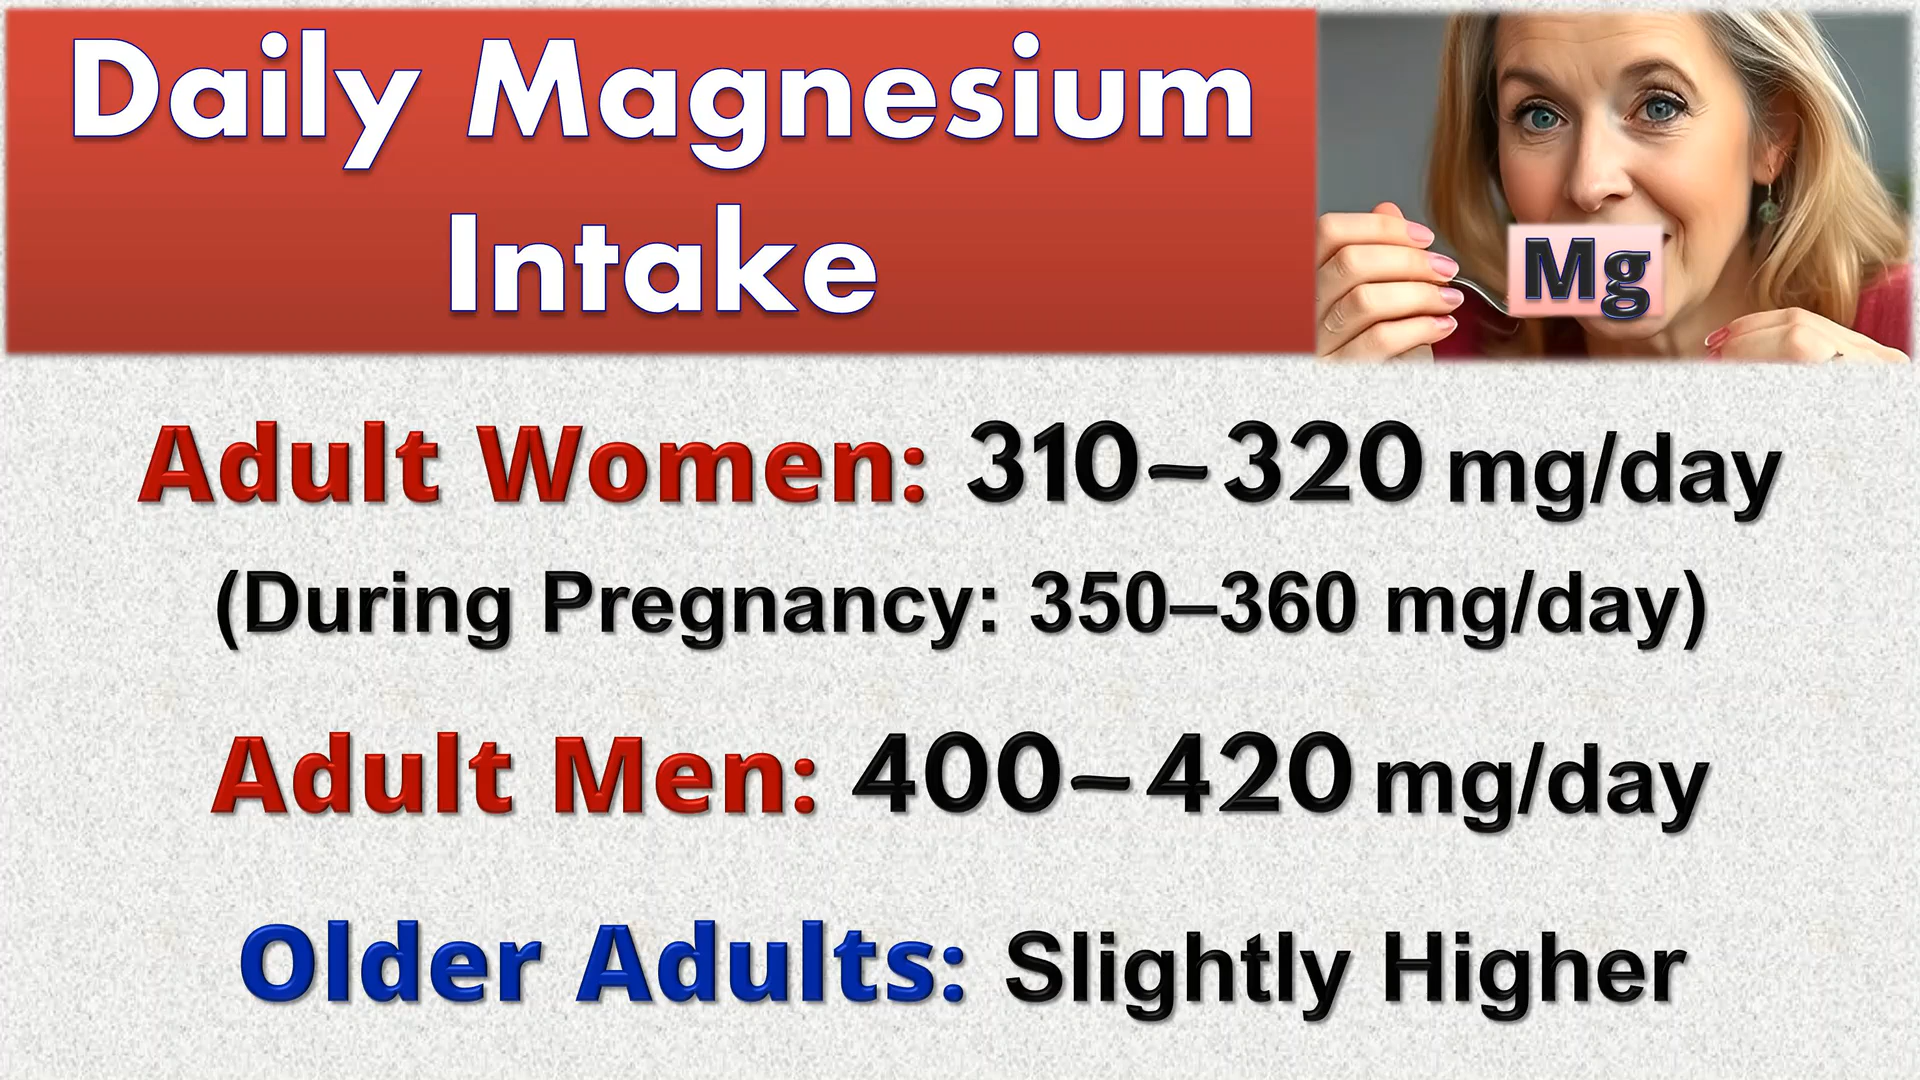 Daily Magnesium
Intake
Mg
Adult Women: 310–320 mg/day
(During Pregnancy: 350–360 mg/day)
Adult Men: 400–420 mg/day
Older Adults: Slightly Higher